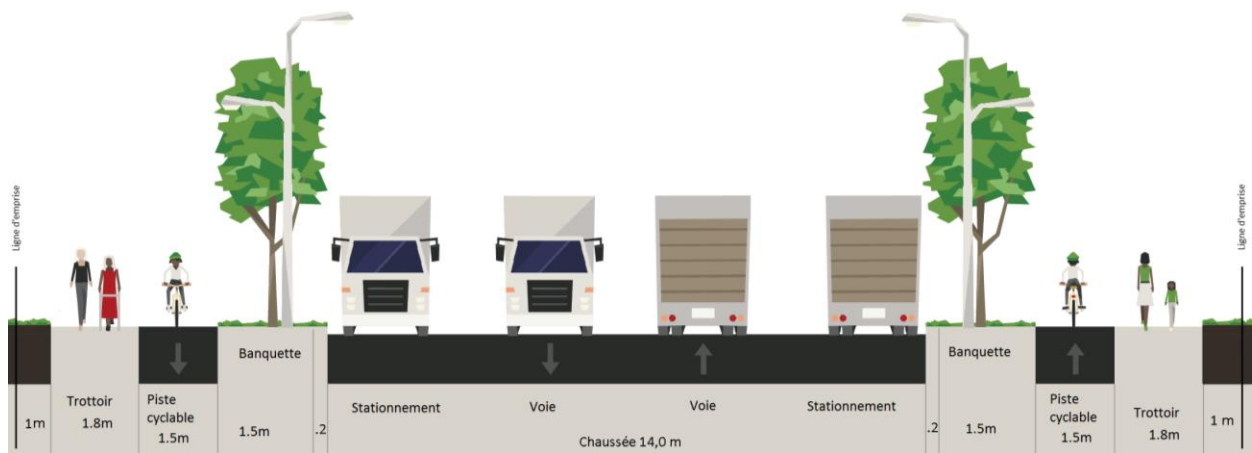 Ligne d'emprise
1m
Trottoir
1.8m
Piste
cyclable
1.5m
Banquette
1.5m
.2
Stationnement
Voie
Voie
Stationnement
Chaussée 14,0 m
.2
Banquette
1.5m
Piste
cyclable
1.5m
Trottoir
1.8m
1 m
Ligne d'emprise